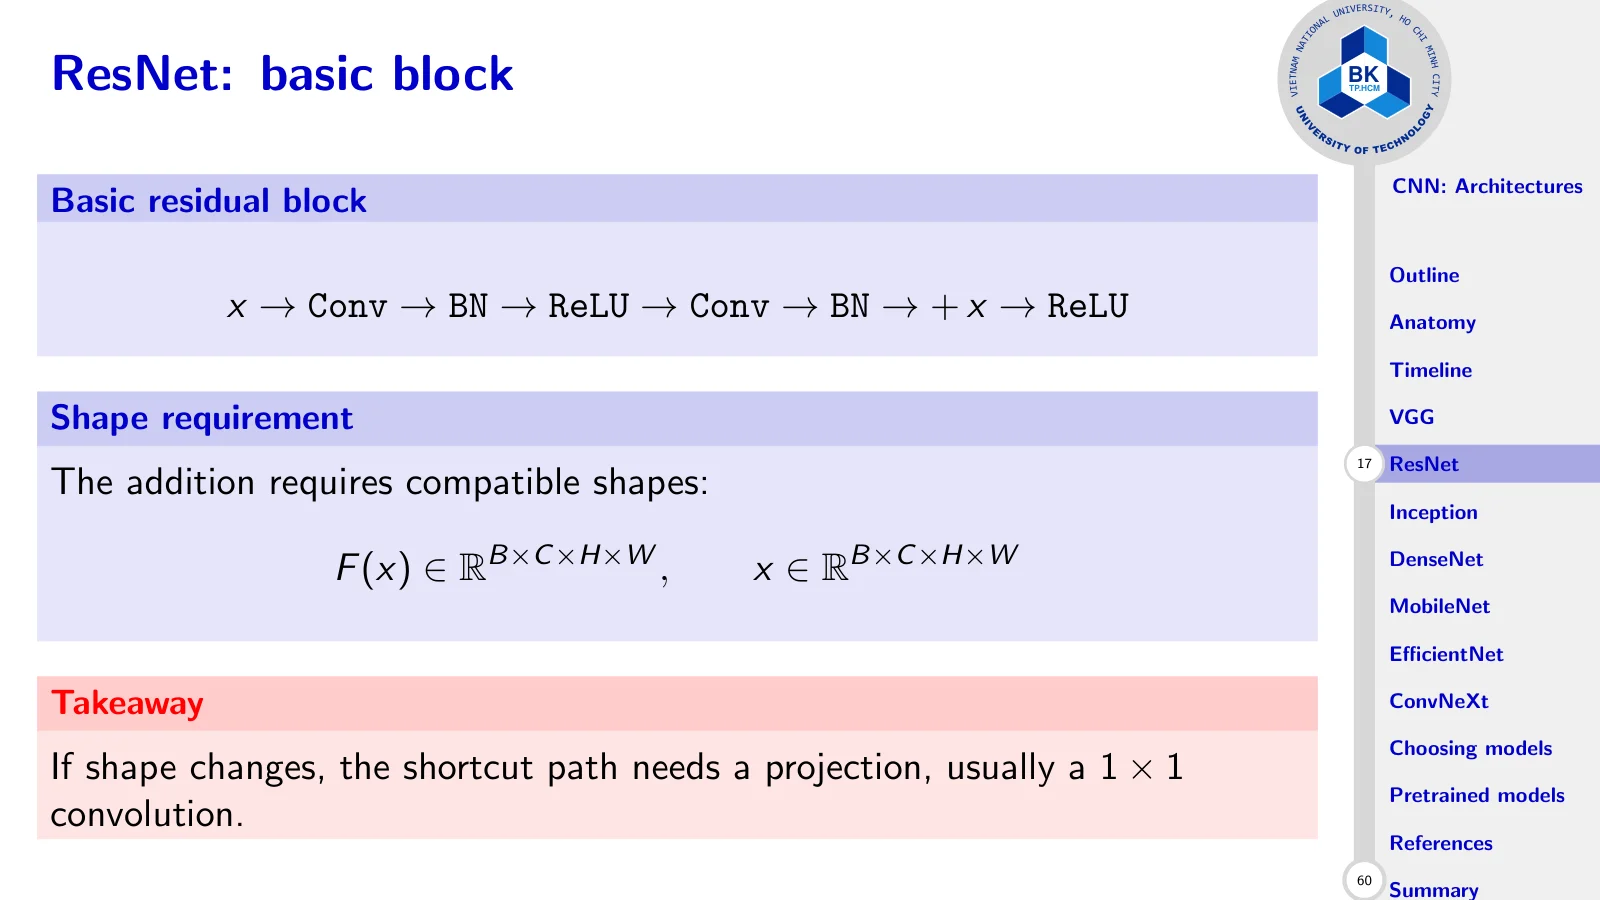 ResNet: basic block
Basic residual block
x → Conv → BN → ReLU → Conv → BN → + x → ReLU
Shape requirement
The addition requires compatible shapes:
F(x) ∈ ℝ^{B×C×H×W}, x ∈ ℝ^{B×C×H×W}
Takeaway
If shape changes, the shortcut path needs a projection, usually a 1 × 1
convolution.
VIETNAM NATIONAL UNIVERSITY, HO CHI MINH CITY
BK
TP.HCM
UNIVERSITY OF TECHNOLOGY
CNN: Architectures
Outline
Anatomy
Timeline
VGG
17 ResNet
Inception
DenseNet
MobileNet
EfficientNet
ConvNeXt
Choosing models
Pretrained models
References
60 Summary